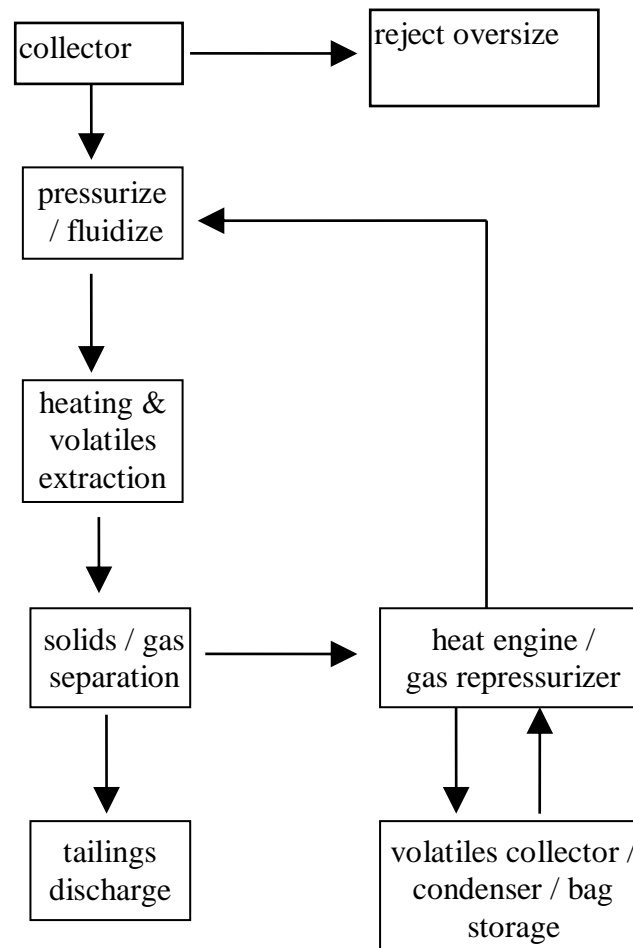 collector
reject oversize
pressurize
/ fluidize
heating &
volatiles
extraction
solids / gas
separation
heat engine /
gas repressurizer
tailings
discharge
volatiles collector /
condenser / bag
storage